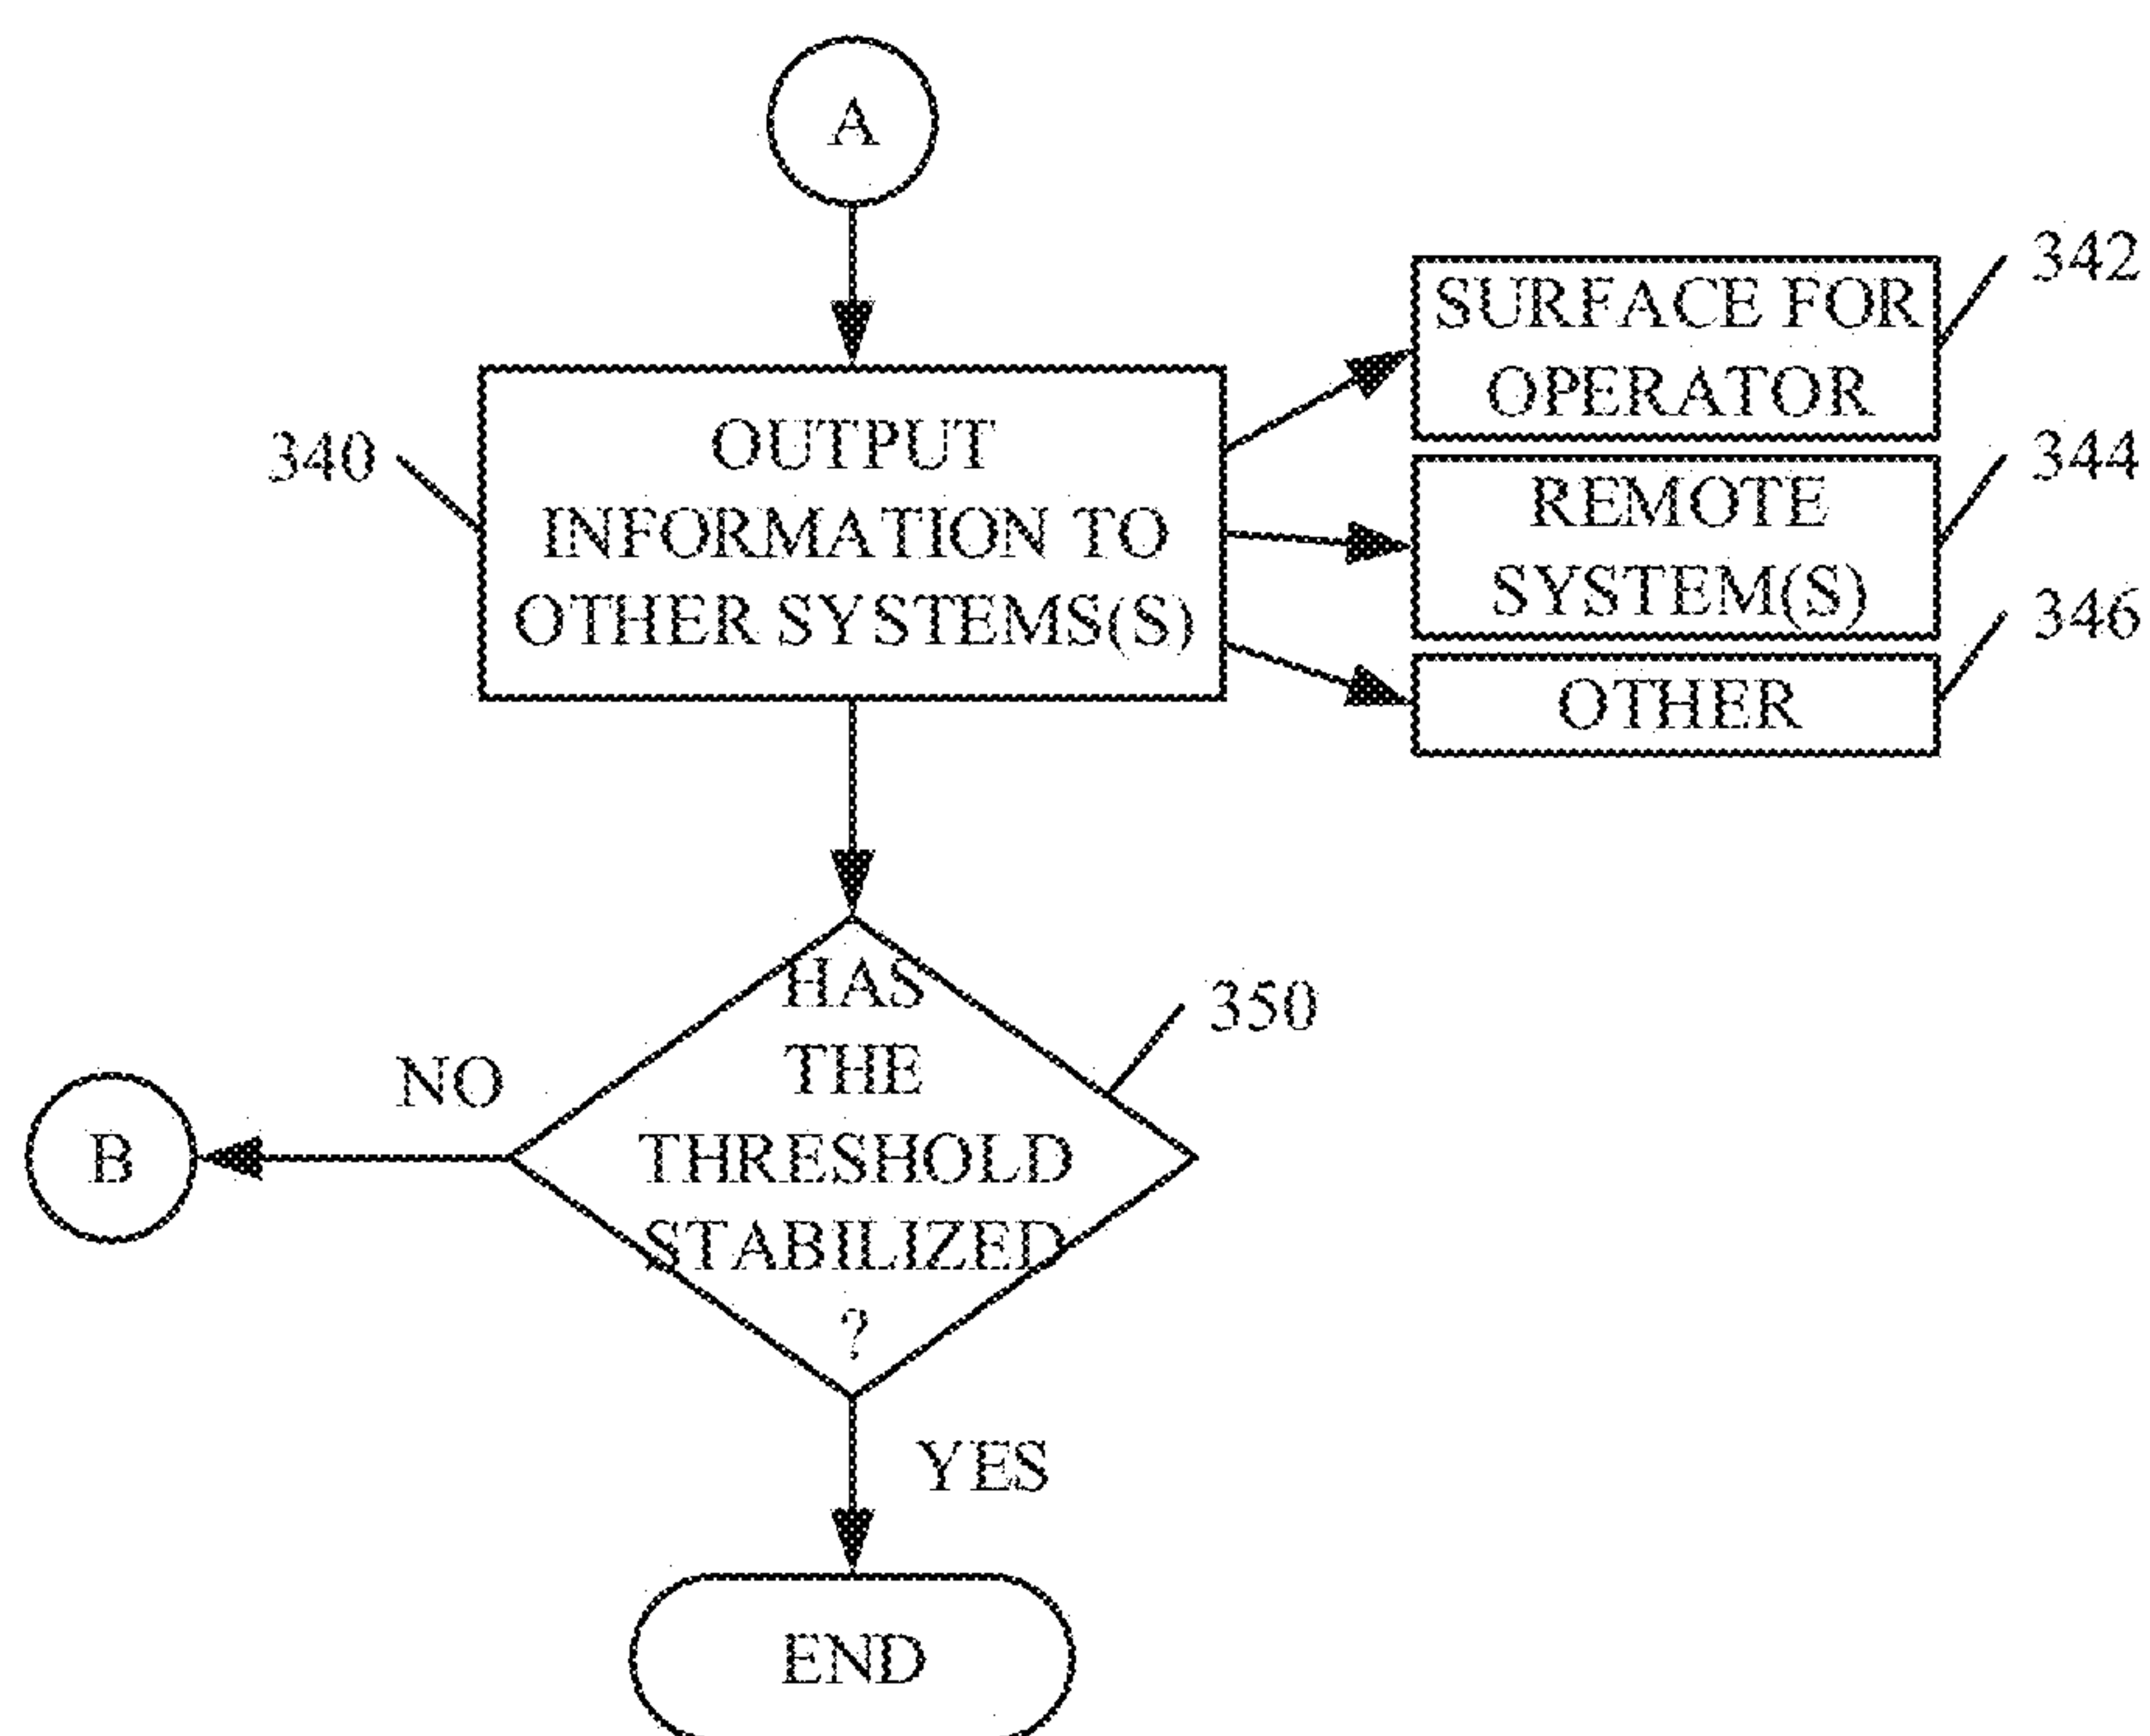 A
SURFACE FOR
OPERATOR
342
340
OUTPUT
INFORMATION TO
OTHER SYSTEMS(S)
REMOTE
SYSTEM(S)
344
OTHER
346
HAS
THE
THRESHOLD
STABILIZED
?
350
NO
B
YES
END